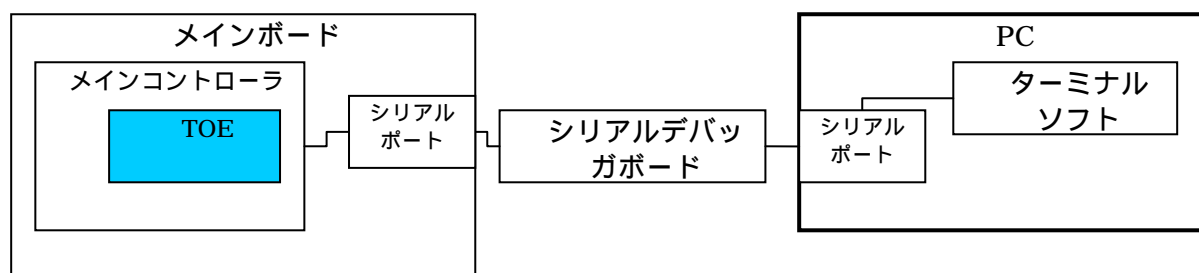 メインボード
メインコントローラ
TOE
シリアル
ポート
シリアルデバッ
ガボード
PC
シリアル
ポート
ターミナル
ソフト